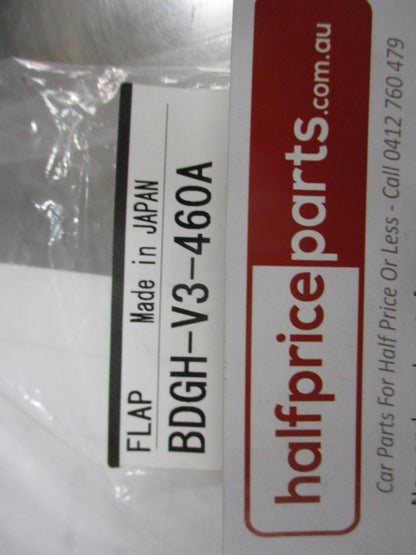 FLAP Made in JAPAN
BDGH-V3-460A
halfpriceparts.com.au
Car Parts For Half Price Or Less - Call 0412 760 479